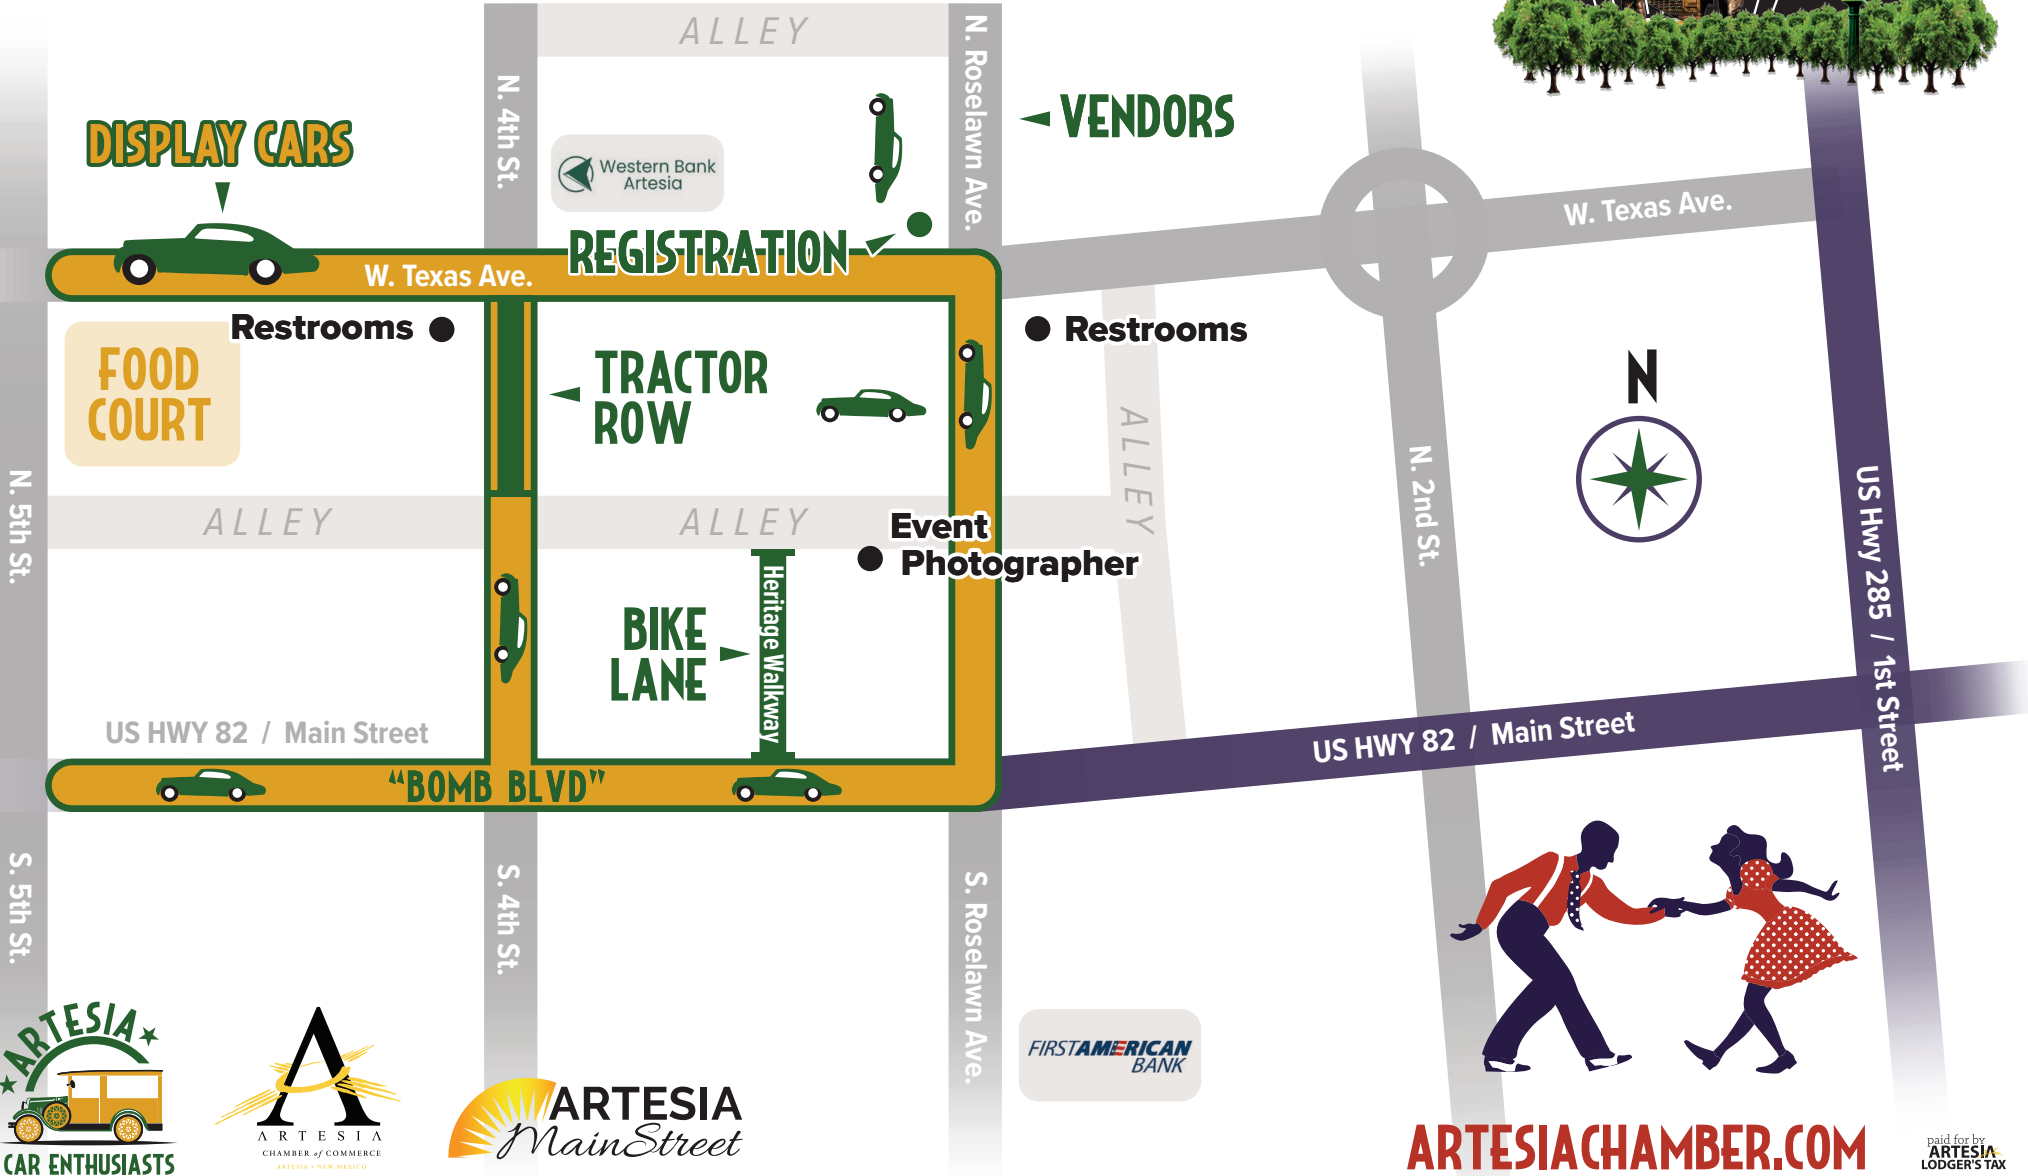 ALLEY
N. 4th St.
N. Roselawn Ave.
VENDORS
DISPLAY CARS
Western Bank
Artesia
W. Texas Ave.
REGISTRATION
W. Texas Ave.
Restrooms
Restrooms
FOOD
COURT
TRACTOR
ROW
N
ALLEY
N. 2nd St.
US Hwy 285 / 1st Street
N. 5th St.
ALLEY
ALLEY
Event
Photographer
Heritage Walkway
BIKE
LANE
US HWY 82 / Main Street
US HWY 82 / Main Street
"BOMB BLVD"
S. 5th St.
S. 4th St.
S. Roselawn Ave.
FIRSTAMERICAN
BANK
ARTESIA
CAR ENTHUSIASTS
A
ARTESIA
CHAMBER of COMMERCE
ARTESIA • NEW MEXICO
ARTESIA
MainStreet
ARTESIACHAMBER.COM
paid for by
ARTESIA
LODGER'S TAX